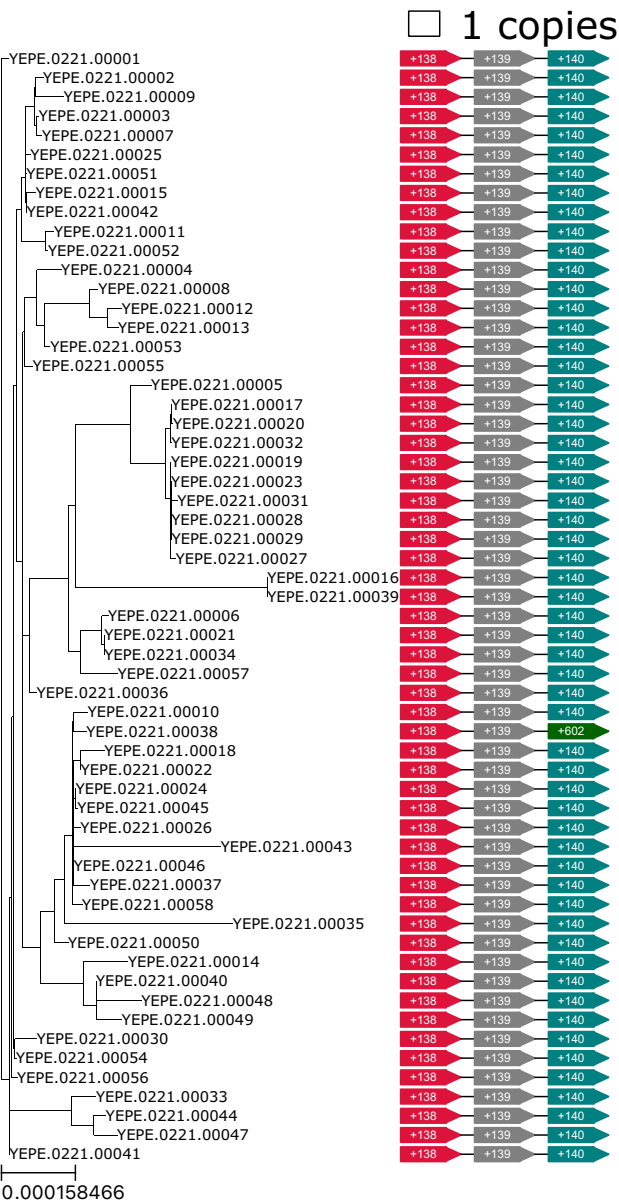 1 copies
YEPE.0221.00001 +138 +139 +140
YEPE.0221.00002 +138 +139 +140
YEPE.0221.00009 +138 +139 +140
YEPE.0221.00003 +138 +139 +140
YEPE.0221.00007 +138 +139 +140
YEPE.0221.00025 +138 +139 +140
YEPE.0221.00051 +138 +139 +140
YEPE.0221.00015 +138 +139 +140
YEPE.0221.00042 +138 +139 +140
YEPE.0221.00011 +138 +139 +140
YEPE.0221.00052 +138 +139 +140
YEPE.0221.00004 +138 +139 +140
YEPE.0221.00008 +138 +139 +140
YEPE.0221.00012 +138 +139 +140
YEPE.0221.00013 +138 +139 +140
YEPE.0221.00053 +138 +139 +140
YEPE.0221.00055 +138 +139 +140
YEPE.0221.00005 +138 +139 +140
YEPE.0221.00017 +138 +139 +140
YEPE.0221.00020 +138 +139 +140
YEPE.0221.00032 +138 +139 +140
YEPE.0221.00019 +138 +139 +140
YEPE.0221.00023 +138 +139 +140
YEPE.0221.00031 +138 +139 +140
YEPE.0221.00028 +138 +139 +140
YEPE.0221.00029 +138 +139 +140
YEPE.0221.00027 +138 +139 +140
YEPE.0221.00016 +138 +139 +140
YEPE.0221.00039 +138 +139 +140
YEPE.0221.00006 +138 +139 +140
YEPE.0221.00021 +138 +139 +140
YEPE.0221.00034 +138 +139 +140
YEPE.0221.00057 +138 +139 +140
YEPE.0221.00036 +138 +139 +140
YEPE.0221.00010 +138 +139 +140
YEPE.0221.00038 +138 +139 +602
YEPE.0221.00018 +138 +139 +140
YEPE.0221.00022 +138 +139 +140
YEPE.0221.00024 +138 +139 +140
YEPE.0221.00045 +138 +139 +140
YEPE.0221.00026 +138 +139 +140
YEPE.0221.00043 +138 +139 +140
YEPE.0221.00046 +138 +139 +140
YEPE.0221.00037 +138 +139 +140
YEPE.0221.00058 +138 +139 +140
YEPE.0221.00035 +138 +139 +140
YEPE.0221.00050 +138 +139 +140
YEPE.0221.00014 +138 +139 +140
YEPE.0221.00040 +138 +139 +140
YEPE.0221.00048 +138 +139 +140
YEPE.0221.00049 +138 +139 +140
YEPE.0221.00030 +138 +139 +140
YEPE.0221.00054 +138 +139 +140
YEPE.0221.00056 +138 +139 +140
YEPE.0221.00033 +138 +139 +140
YEPE.0221.00044 +138 +139 +140
YEPE.0221.00047 +138 +139 +140
YEPE.0221.00041 +138 +139 +140
0.000158466